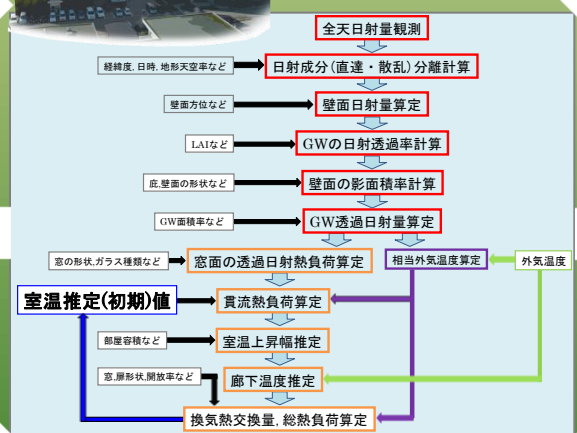 全天日射量観測
経緯度, 日時, 地形天空率など
日射成分(直達・散乱)分離計算
壁面方位など
壁面日射量算定
LAIなど
GWの日射透過率計算
庇,壁面の形状など
壁面の影面積率計算
GW面積率など
GW透過日射量算定
窓の形状,ガラス種類など
窓面の透過日射熱負荷算定
相当外気温度算定
外気温度
室温推定(初期)値
貫流熱負荷算定
部屋容積など
室温上昇幅推定
窓,扉形状,開放率など
廊下温度推定
換気熱交換量, 総熱負荷算定